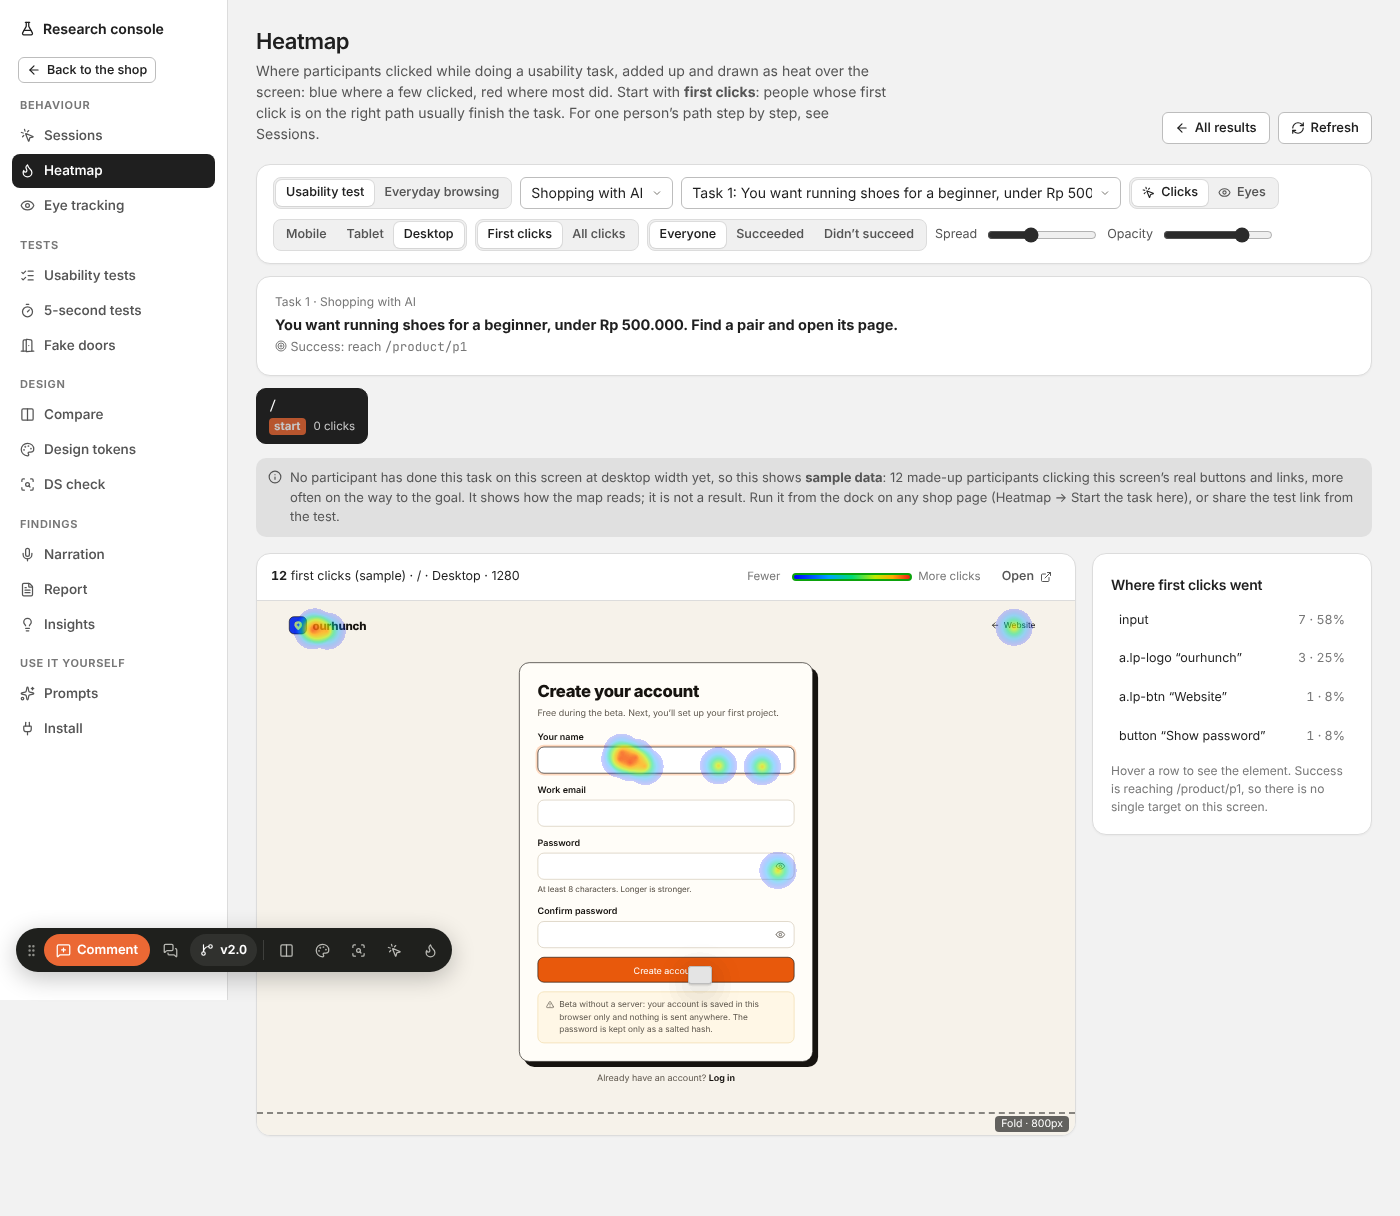 Research console
Back to the shop
BEHAVIOUR
Sessions
Heatmap
Eye tracking
TESTS
Usability tests
5-second tests
Fake doors
DESIGN
Compare
Design tokens
DS check
FINDINGS
Narration
Report
Insights
USE IT YOURSELF
Prompts
Install
Heatmap
Where participants clicked while doing a usability task, added up and drawn as heat over the
screen: blue where a few clicked, red where most did. Start with first clicks: people whose first
click is on the right path usually finish the task. For one person's path step by step, see
Sessions.
All results
Refresh
Usability test Everyday browsing Shopping with AI Task 1: You want running shoes for a beginner, under Rp 500 Clicks Eyes
Mobile Tablet Desktop First clicks All clicks Everyone Succeeded Didn't succeed Spread Opacity
Task 1 · Shopping with AI
You want running shoes for a beginner, under Rp 500.000. Find a pair and open its page.
Success: reach /product/p1
/
start 0 clicks
No participant has done this task on this screen at desktop width yet, so this shows sample data: 12 made-up participants clicking this screen's real buttons and links, more
often on the way to the goal. It shows how the map reads; it is not a result. Run it from the dock on any shop page (Heatmap → Start the task here), or share the test link from
the test.
12 first clicks (sample) · / · Desktop · 1280
Fewer More clicks Open
ourhunch
← Website
Create your account
Free during the beta. Next, you'll set up your first project.
Your name
Work email
Password
At least 8 characters. Longer is stronger.
Confirm password
Create accou
Beta without a server: your account is saved in this
browser only and nothing is sent anywhere. The
password is kept only as a salted hash.
Already have an account? Log in
Fold · 800px
Where first clicks went
input 7 · 58%
a.lp-logo “ourhunch” 3 · 25%
a.lp-btn “Website” 1 · 8%
button “Show password” 1 · 8%
Hover a row to see the element. Success
is reaching /product/p1, so there is no
single target on this screen.
Comment
v2.0